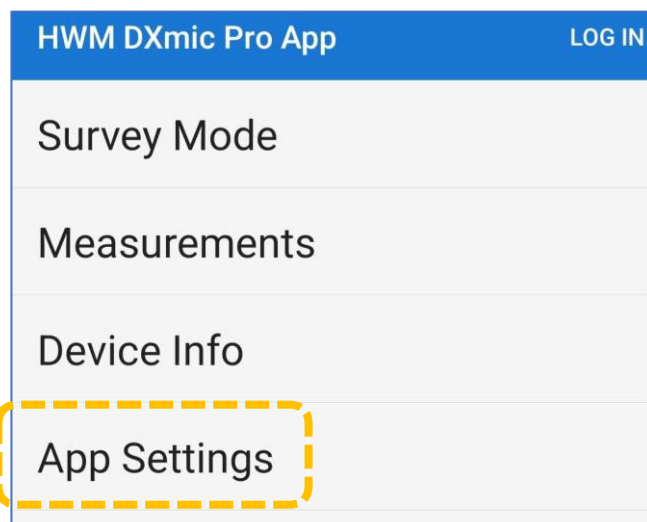 HWM DXmic Pro App LOG IN
Survey Mode
Measurements
Device Info
App Settings